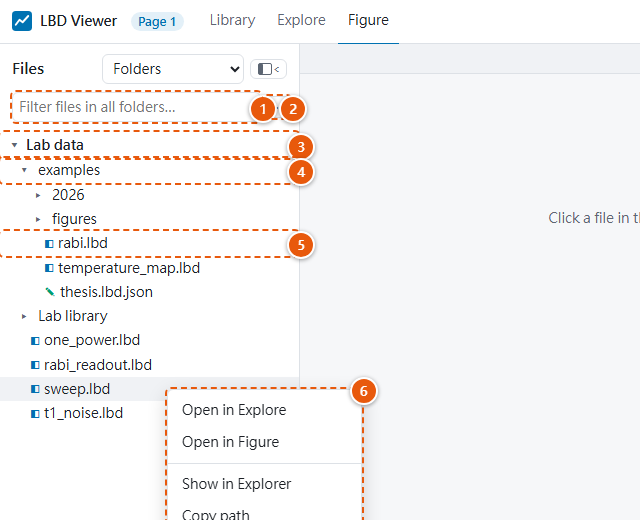 LBD Viewer Page 1 Library Explore Figure
Files Folders
Filter files in all folders... 1 2
Lab data 3
examples 4
2026
figures
rabi.lbd 5
temperature_map.lbd
thesis.lbd.json
Lab library
one_power.lbd
rabi_readout.lbd
sweep.lbd
t1_noise.lbd
6
Open in Explore
Open in Figure
Show in Explorer
Copy path
Click a file in